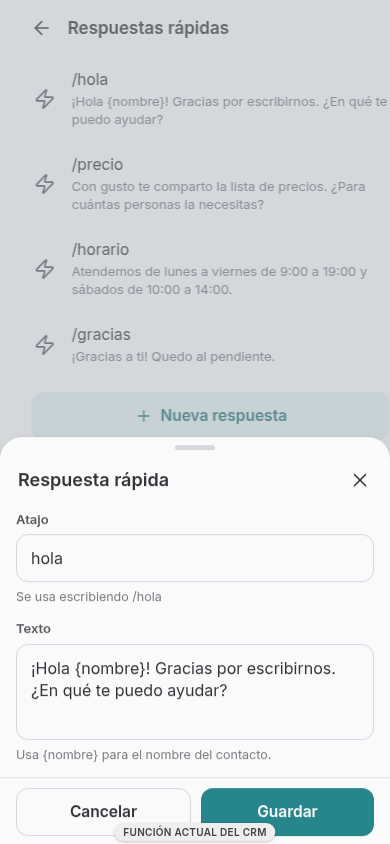 Respuestas rápidas
/hola
¡Hola {nombre}! Gracias por escribirnos. ¿En qué te
puedo ayudar?
/precio
Con gusto te comparto la lista de precios. ¿Para
cuántas personas la necesitas?
/horario
Atendemos de lunes a viernes de 9:00 a 19:00 y
sábados de 10:00 a 14:00.
/gracias
¡Gracias a ti! Quedo al pendiente.
+ Nueva respuesta
Respuesta rápida
Atajo
hola
Se usa escribiendo /hola
Texto
¡Hola {nombre}! Gracias por escribirnos.
¿En qué te puedo ayudar?
Usa {nombre} para el nombre del contacto.
Cancelar
Guardar
FUNCIÓN ACTUAL DEL CRM